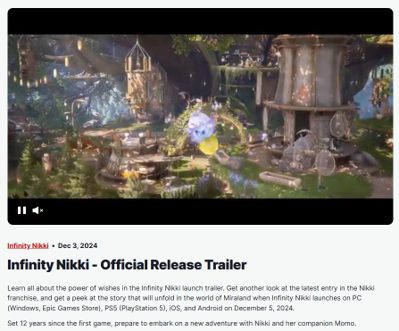 Infinity Nikki • Dec 3, 2024
Infinity Nikki - Official Release Trailer
Learn all about the power of wishes in the Infinity Nikki launch trailer. Get another look at the latest entry in the Nikki
franchise, and get a peek at the story that will unfold in the world of Miraland when Infinity Nikki launches on PC
(Windows, Epic Games Store), PS5 (PlayStation 5), iOS, and Android on December 5, 2024.
Set 12 years since the first game, prepare to embark on a new adventure with Nikki and her companion Momo.